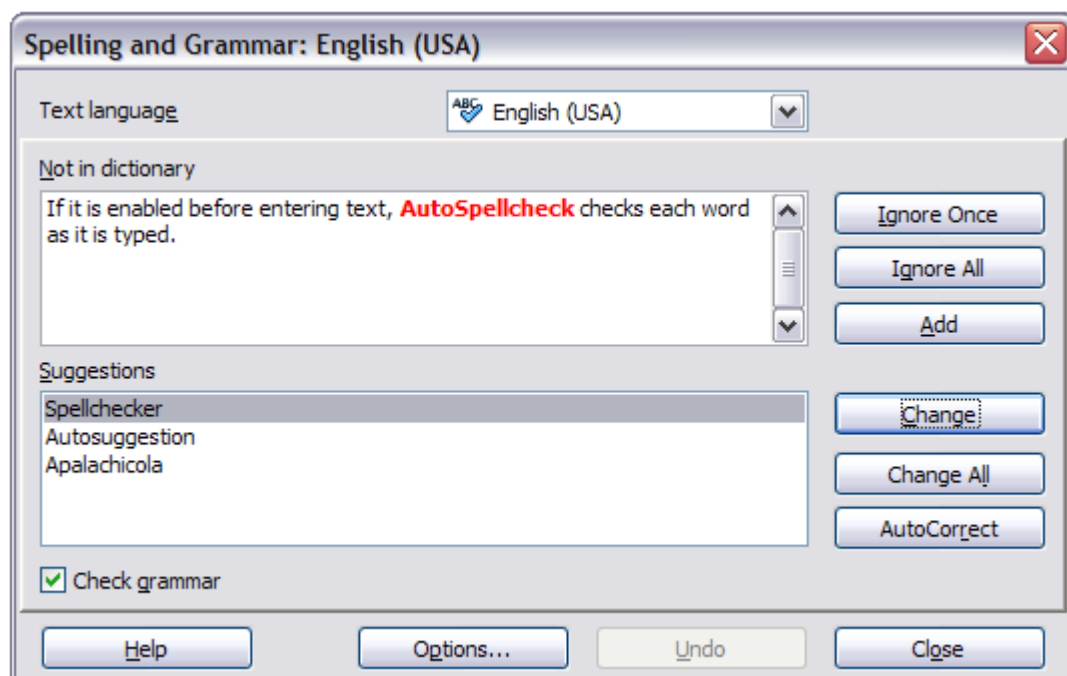 Spelling and Grammar: English (USA)
Text language
ABC English (USA)
Not in dictionary
If it is enabled before entering text, AutoSpellcheck checks each word
as it is typed.
Ignore Once
Ignore All
Add
Suggestions
Spellchecker
Autosuggestion
Apalachicola
Change
Change All
AutoCorrect
Check grammar
Help
Options...
Undo
Close